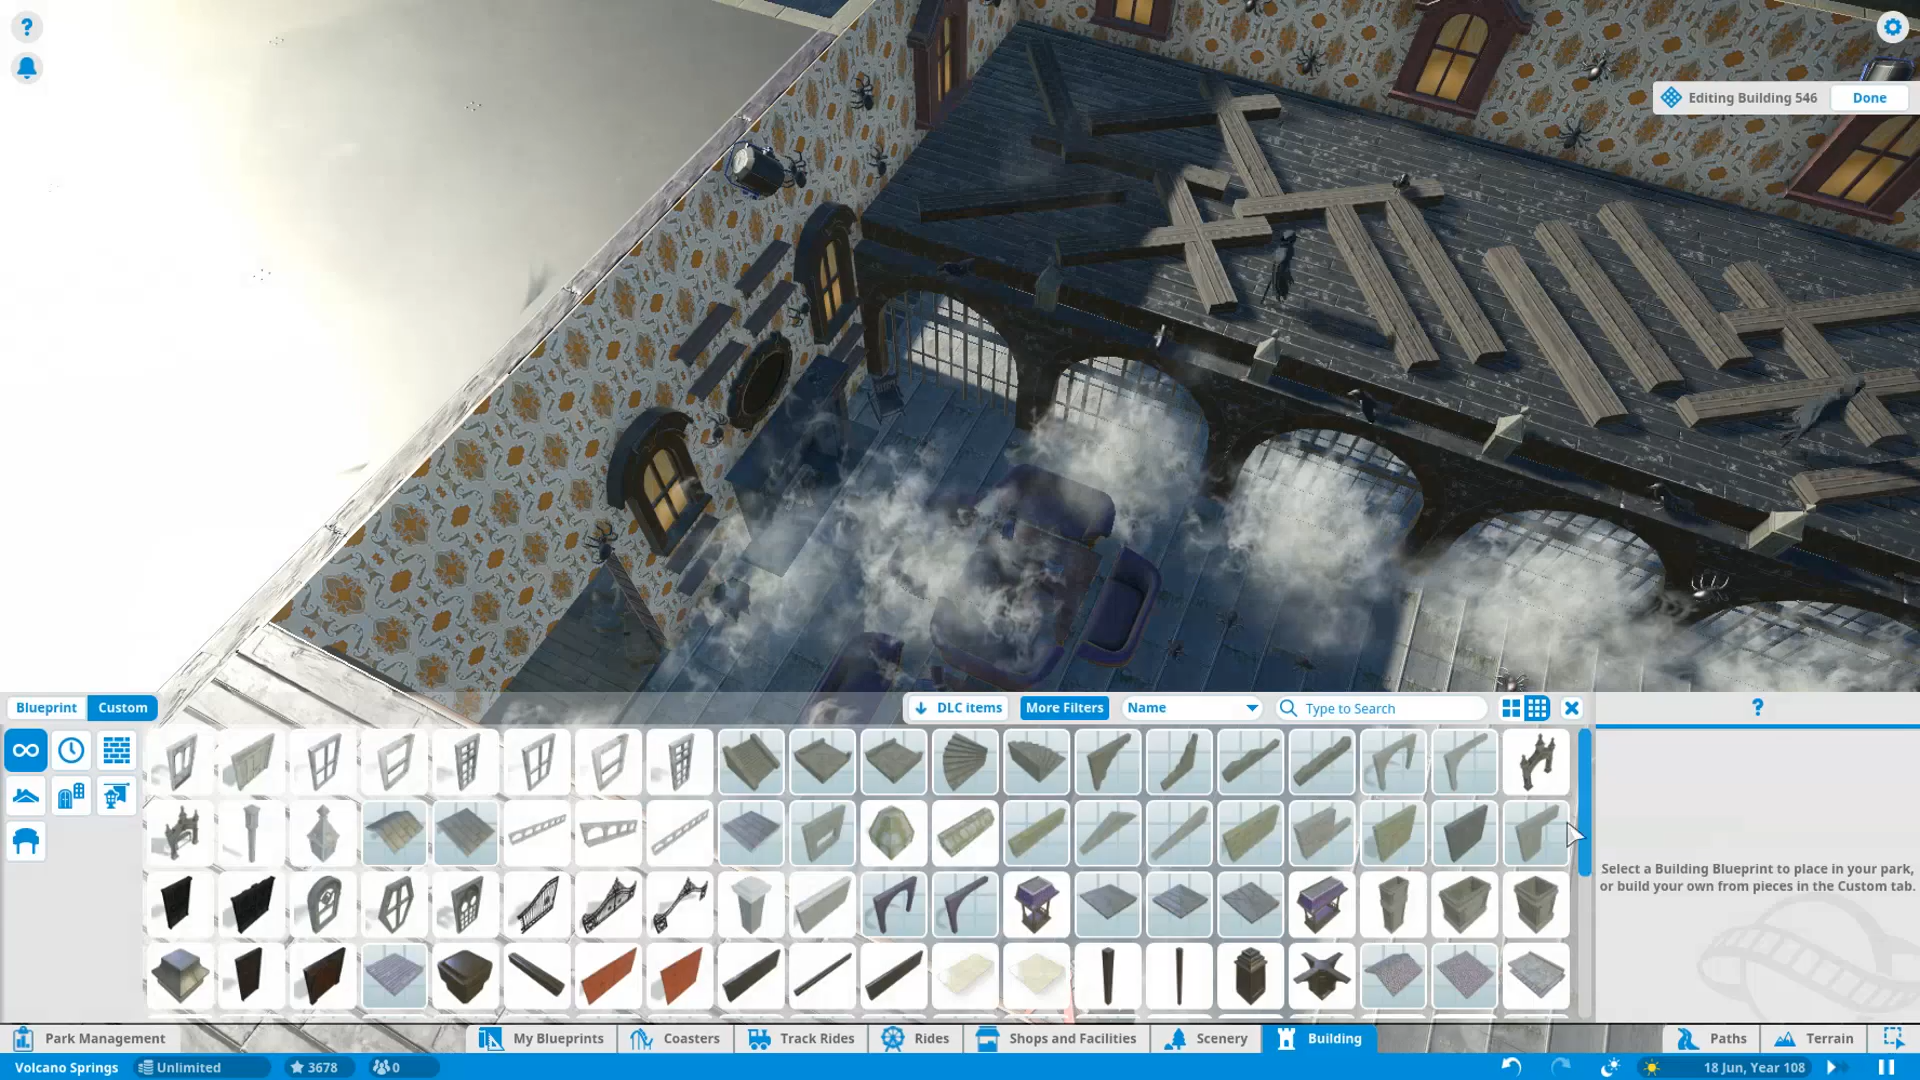 ?
Editing Building 546 Done
Blueprint Custom
DLC items More Filters Name Type to Search
?
Select a Building Blueprint to place in your park,
or build your own from pieces in the Custom tab.
Park Management My Blueprints Coasters Track Rides Rides Shops and Facilities Scenery Building Paths Terrain
Volcano Springs Unlimited 3678 0 18 Jun, Year 108